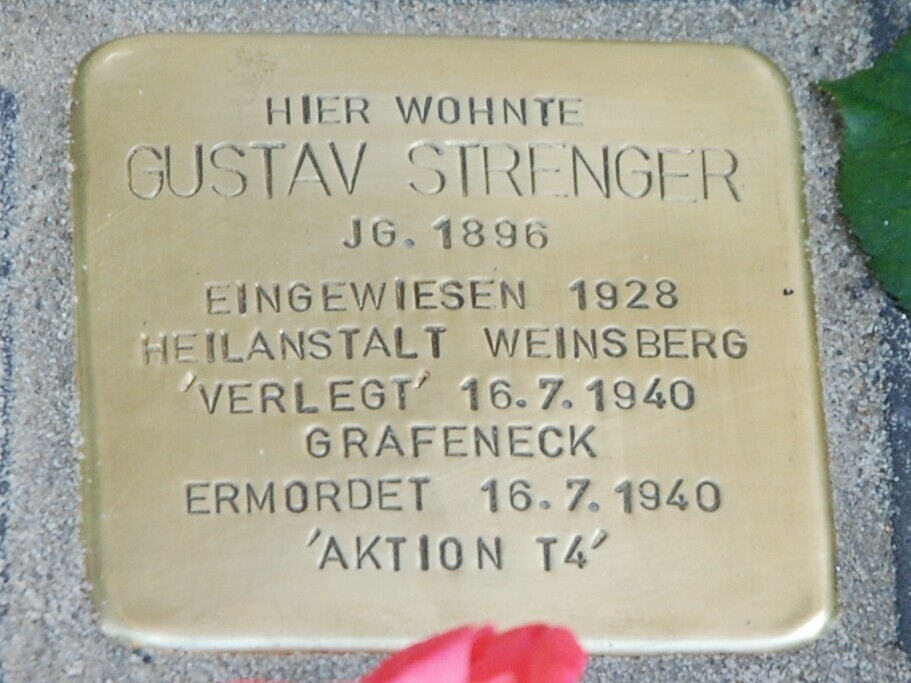 HIER WOHNTE
GUSTAV STRENGER
JG. 1896
EINGEWIESEN 1928
HEILANSTALT WEINSBERG
'VERLEGT' 16.7.1940
GRAFENECK
ERMORDET 16.7.1940
'AKTION T4'